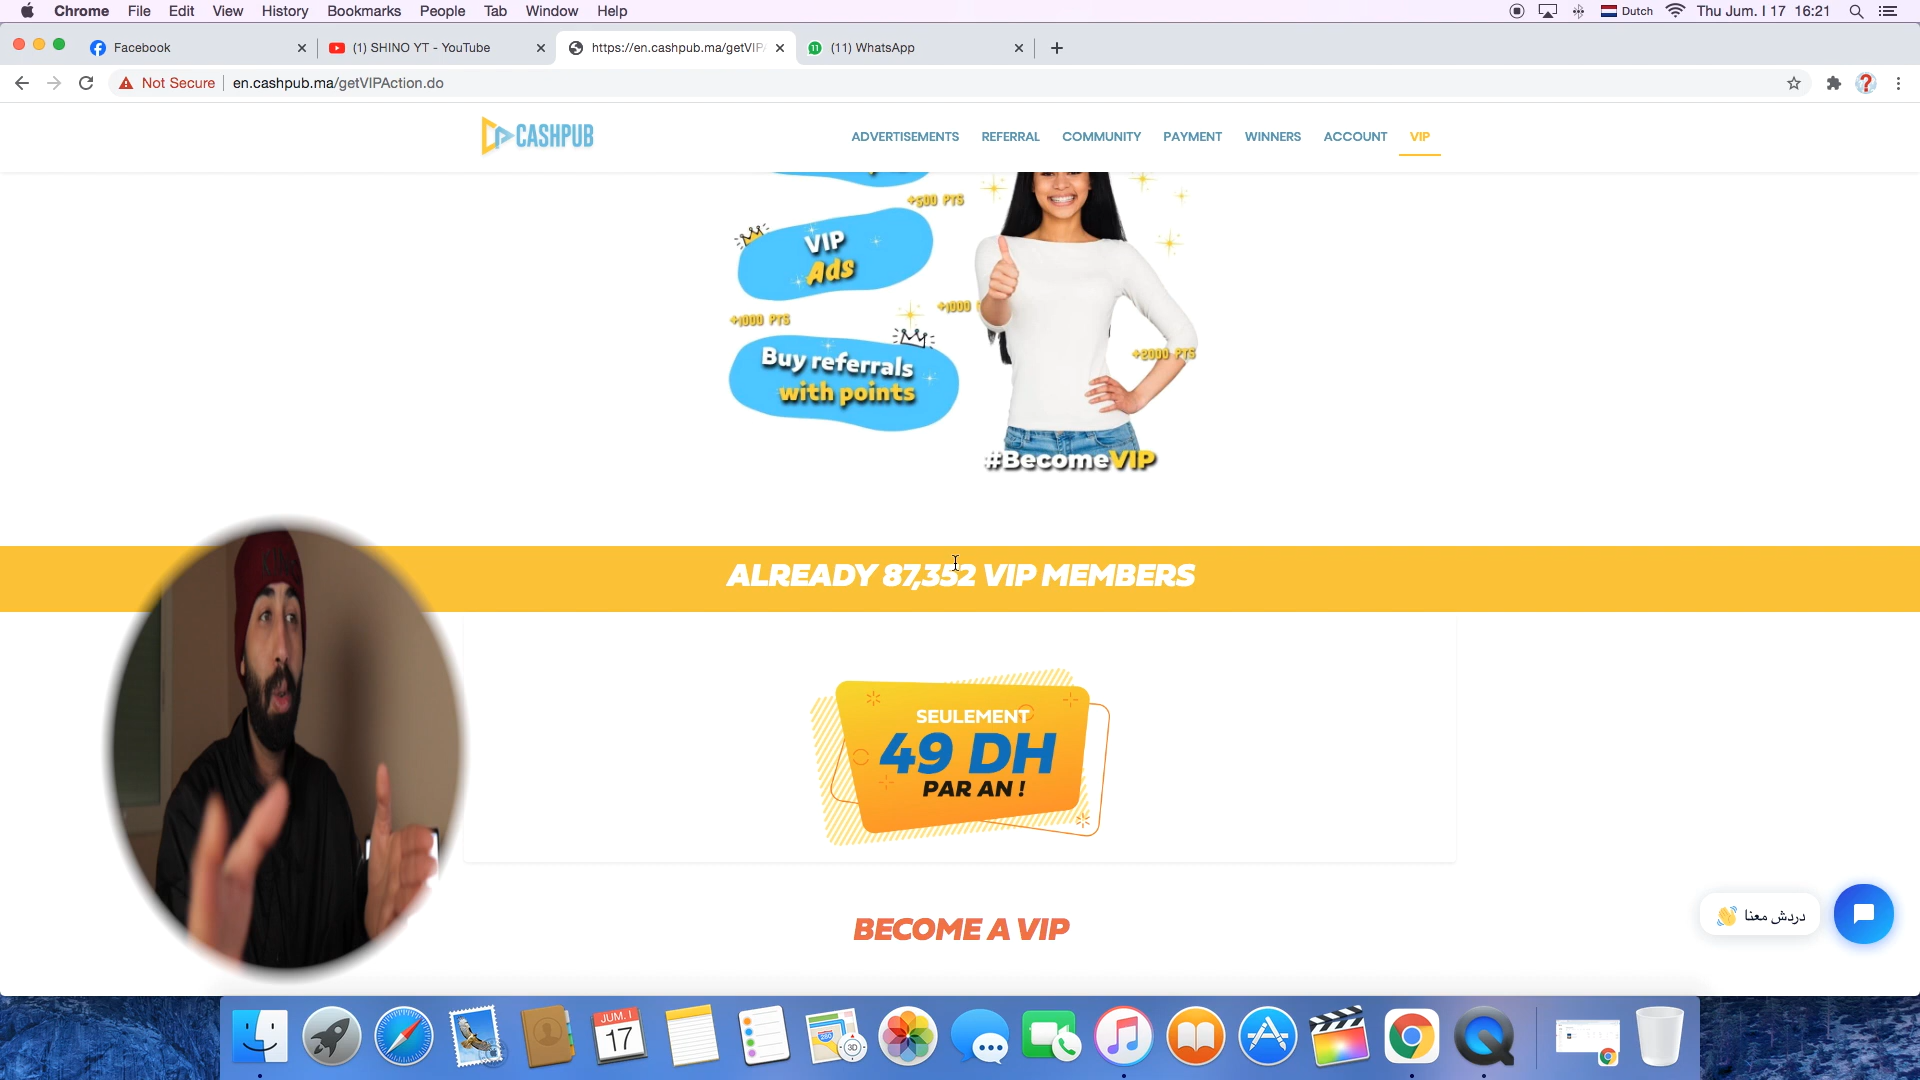 Chrome File Edit View History Bookmarks People Tab Window Help
Dutch Thu Jum. I 17 16:21
Facebook
(1) SHINO YT - YouTube
https://en.cashpub.ma/getVIP
(11) WhatsApp
Not Secure
en.cashpub.ma/getVIPAction.do
CASHPUB
ADVERTISEMENTS REFERRAL COMMUNITY PAYMENT WINNERS ACCOUNT VIP
+500 PTS
VIP
Ads
+1000
+1000 PTS
Buy referrals
with points
+2000 PTS
#BecomeVIP
ALREADY 87,352 VIP MEMBERS
SEULEMENT
49 DH
PAR AN !
دردش معنا
BECOME A VIP
JUM. I
17
3D